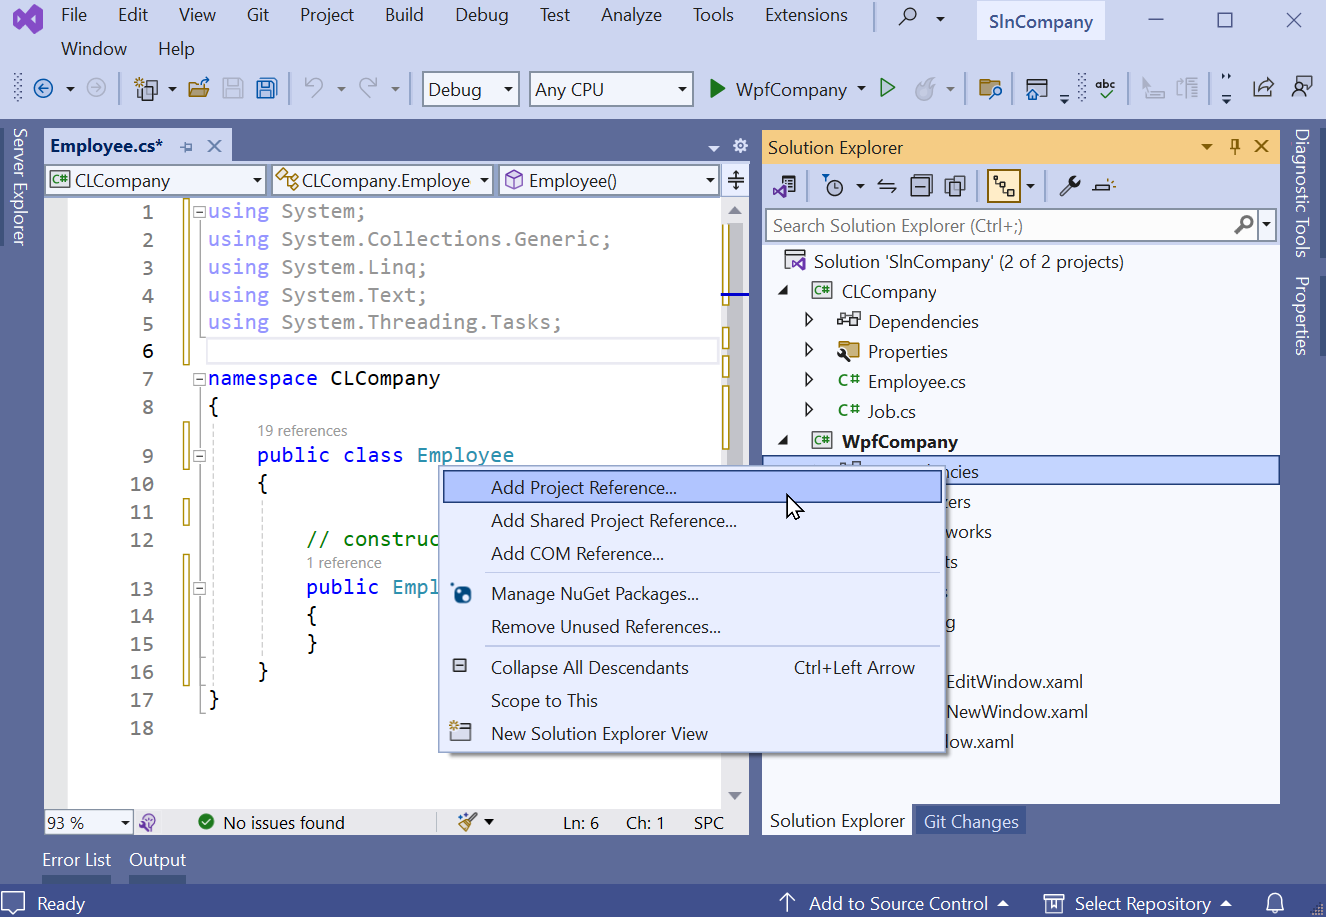 File Edit View Git Project Build Debug Test Analyze Tools Extensions SlnCompany
Window Help
Debug Any CPU WpfCompany abc
Server Explorer
Employee.cs*
CLCompany CLCompany.Employe Employee()
1 using System;
2 using System.Collections.Generic;
3 using System.Linq;
4 using System.Text;
5 using System.Threading.Tasks;
6
7 namespace CLCompany
8 {
19 references
9 public class Employee
10 {
11
12 // construc
1 reference
13 public Empl
14 {
15 }
16 }
17 }
18
Add Project Reference...
Add Shared Project Reference...
Add COM Reference...
Manage NuGet Packages...
Remove Unused References...
Collapse All Descendants Ctrl+Left Arrow
Scope to This
New Solution Explorer View
93 % No issues found Ln: 6 Ch: 1 SPC
Solution Explorer
Search Solution Explorer (Ctrl+;)
Solution 'SlnCompany' (2 of 2 projects)
C# CLCompany
Dependencies
Properties
C# Employee.cs
C# Job.cs
C# WpfCompany
ncies
ers
works
ts
s
g
EditWindow.xaml
NewWindow.xaml
ow.xaml
Solution Explorer Git Changes
Diagnostic Tools
Properties
Error List Output
Ready Add to Source Control Select Repository